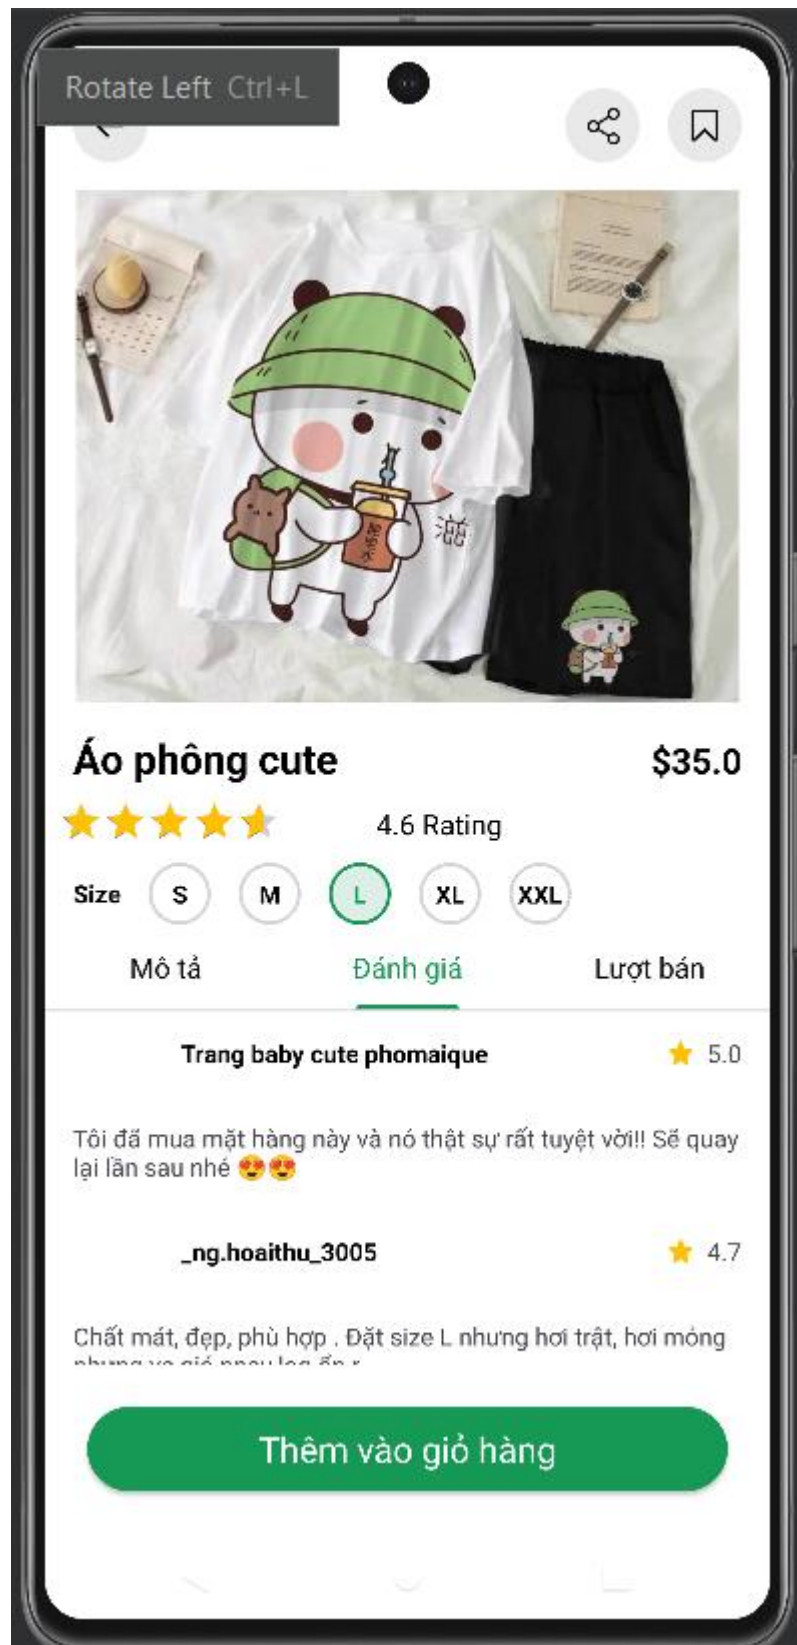 Rotate Left Ctrl+L
Áo phông cute $35.0
4.6 Rating
Size S M L XL XXL
Mô tả Đánh giá Lượt bán
Trang baby cute phomaique 5.0
Tôi đã mua mặt hàng này và nó thật sự rất tuyệt vời!! Sẽ quay
lại lần sau nhé 😍😍
_ng.hoaithu_3005 4.7
Chất mát, đẹp, phù hợp . Đặt size L nhưng hơi trật, hơi mỏng
Thêm vào giỏ hàng